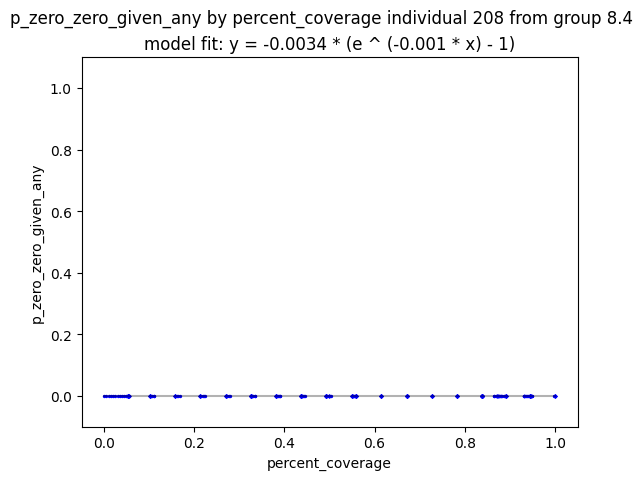 p_zero_zero_given_any by percent_coverage individual 208 from group 8.4
model fit: y = -0.0034 * (e ^ (-0.001 * x) - 1)
1.0
0.8
0.6
0.4
0.2
0.0
p_zero_zero_given_any
0.0 0.2 0.4 0.6 0.8 1.0
percent_coverage